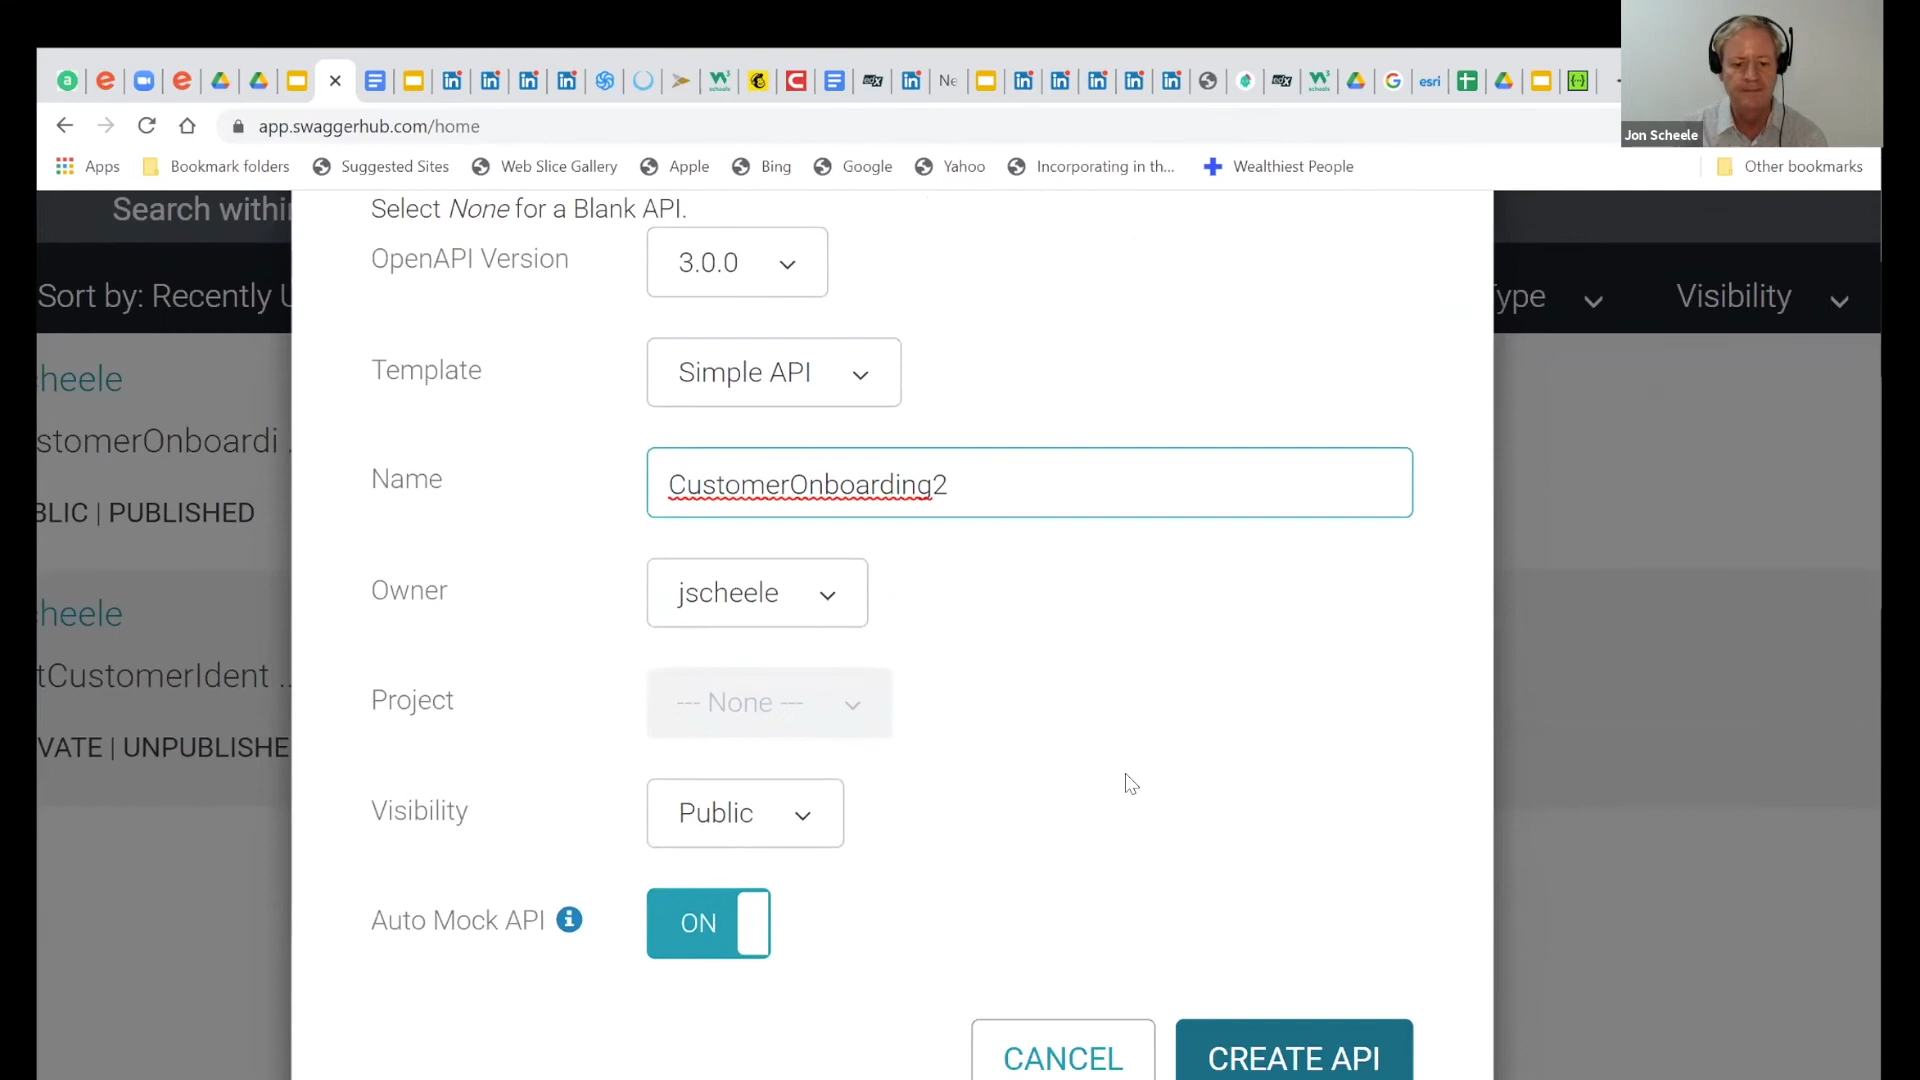 Jon Scheele
a
Ne
esri
app.swaggerhub.com/home
Apps Bookmark folders Suggested Sites Web Slice Gallery Apple Bing Google Yahoo Incorporating in th... Wealthiest People Other bookmarks
Search within
Select None for a Blank API.
OpenAPI Version 3.0.0
Sort by: Recently U
ype Visibility
Template Simple API
heele
stomerOnboardi ..
BLIC | PUBLISHED
Name CustomerOnboarding2
Owner jscheele
heele
tCustomerIdent ..
VATE | UNPUBLISHE
Project --- None ---
Visibility Public
Auto Mock API ON
CANCEL CREATE API